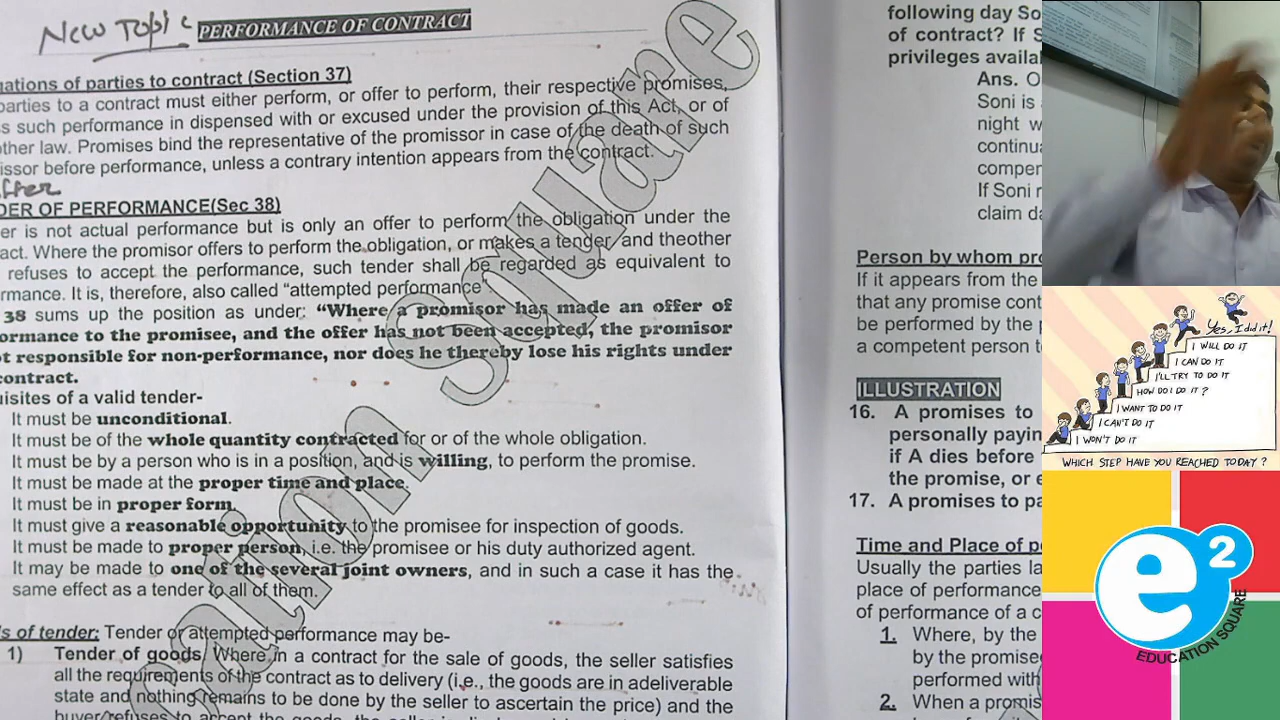 New Topic PERFORMANCE OF CONTRACT
gations of parties to contract (Section 37)
parties to a contract must either perform, or offer to perform, their respective promises,
s such performance in dispensed with or excused under the provision of this Act, or of
other law. Promises bind the representative of the promissor in case of the death of such
issor before performance, unless a contrary intention appears from the contract.
DER OF PERFORMANCE(Sec 38)
er is not actual performance but is only an offer to perform the obligation under the
act. Where the promisor offers to perform the obligation, or makes a tender and theother
refuses to accept the performance, such tender shall be regarded as equivalent to
rmance. It is, therefore, also called "attempted performance"
38 sums up the position as under: "Where a promisor has made an offer of
ormance to the promisee, and the offer has not been accepted, the promisor
ot responsible for non-performance, nor does he thereby lose his rights under
contract.
uisites of a valid tender-
It must be unconditional.
It must be of the whole quantity contracted for or of the whole obligation.
It must be by a person who is in a position, and is willing, to perform the promise.
It must be made at the proper time and place.
It must be in proper form.
It must give a reasonable opportunity to the promisee for inspection of goods.
It must be made to proper person, i.e. the promisee or his duty authorized agent.
It may be made to one of the several joint owners, and in such a case it has the
same effect as a tender to all of them.
s of tender: Tender or attempted performance may be-
1) Tender of goods Where in a contract for the sale of goods, the seller satisfies
all the requirements of the contract as to delivery (i.e., the goods are in adeliverable
state and nothing remains to be done by the seller to ascertain the price) and the
buyer refuses to accept the goods, the seller is
Square
following day So
of contract? If S
privileges availa
Ans. O
Soni is
night w
continua
compen
If Soni r
claim da
Person by whom pro
If it appears from the
that any promise cont
be performed by the p
a competent person t
ILLUSTRATION
16. A promises to
personally payin
if A dies before
the promise, or e
17. A promises to pa
Time and Place of p
Usually the parties la
place of performance
of performance of a c
1. Where, by the
by the promise
performed with
2. When a promis
Yes, I did it!
I WILL DO IT
I CAN DO IT
I'LL TRY TO DO IT
HOW DO I DO IT?
I WANT TO DO IT
I CAN'T DO IT
I WON'T DO IT
WHICH STEP HAVE YOU REACHED TODAY?
e2
EDUCATION SQUARE